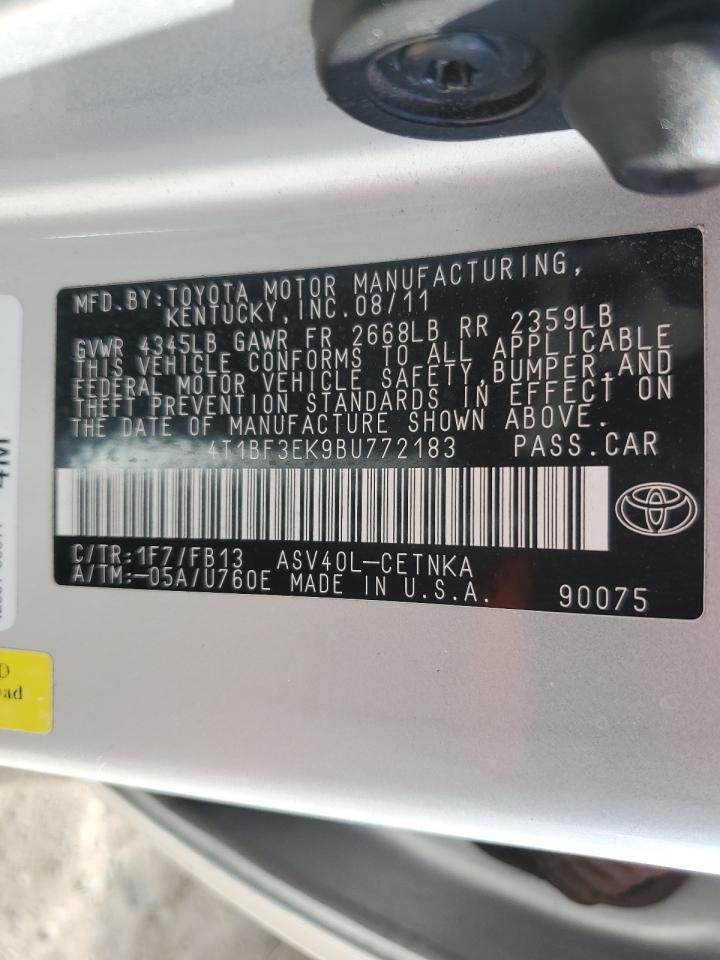 MFD.BY:TOYOTA MOTOR MANUFACTURING,
KENTUCKY,INC.08/11
GVWR 4345LB GAWR FR 2668LB RR 2359LB
THIS VEHICLE CONFORMS TO ALL APPLICABLE
FEDERAL MOTOR VEHICLE SAFETY,BUMPER,AND
THEFT PREVENTION STANDARDS IN EFFECT ON
THE DATE OF MANUFACTURE SHOWN ABOVE.
4T1BF3EK9BU772183 PASS.CAR
C/TR:1F7/FB13 ASV40L-CETNKA
A/TM:-05A/U760E MADE IN U.S.A. 90075